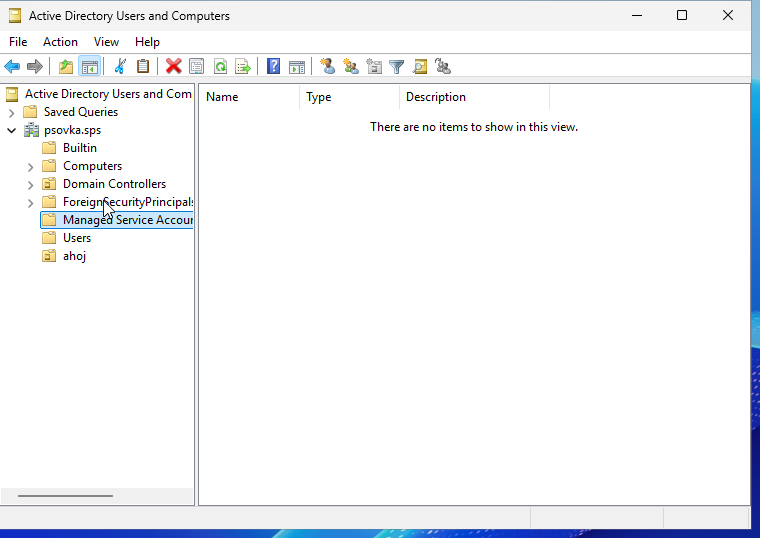 Active Directory Users and Computers
File Action View Help
Active Directory Users and Com
Name Type Description
Saved Queries
There are no items to show in this view.
psovka.sps
Builtin
Computers
Domain Controllers
ForeignSecurityPrincipals
Managed Service Accour
Users
ahoj